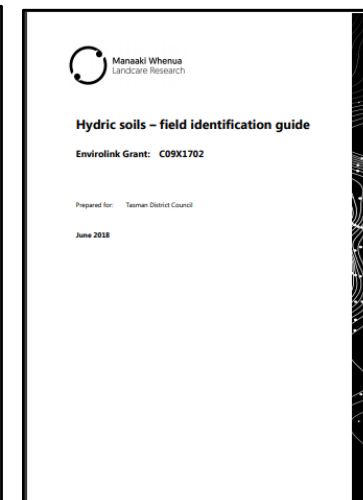 Manaaki Whenua
Landcare Research
Hydric soils – field identification guide
Envirolink Grant: C09X1702
Prepared for: Tasman District Council
June 2018